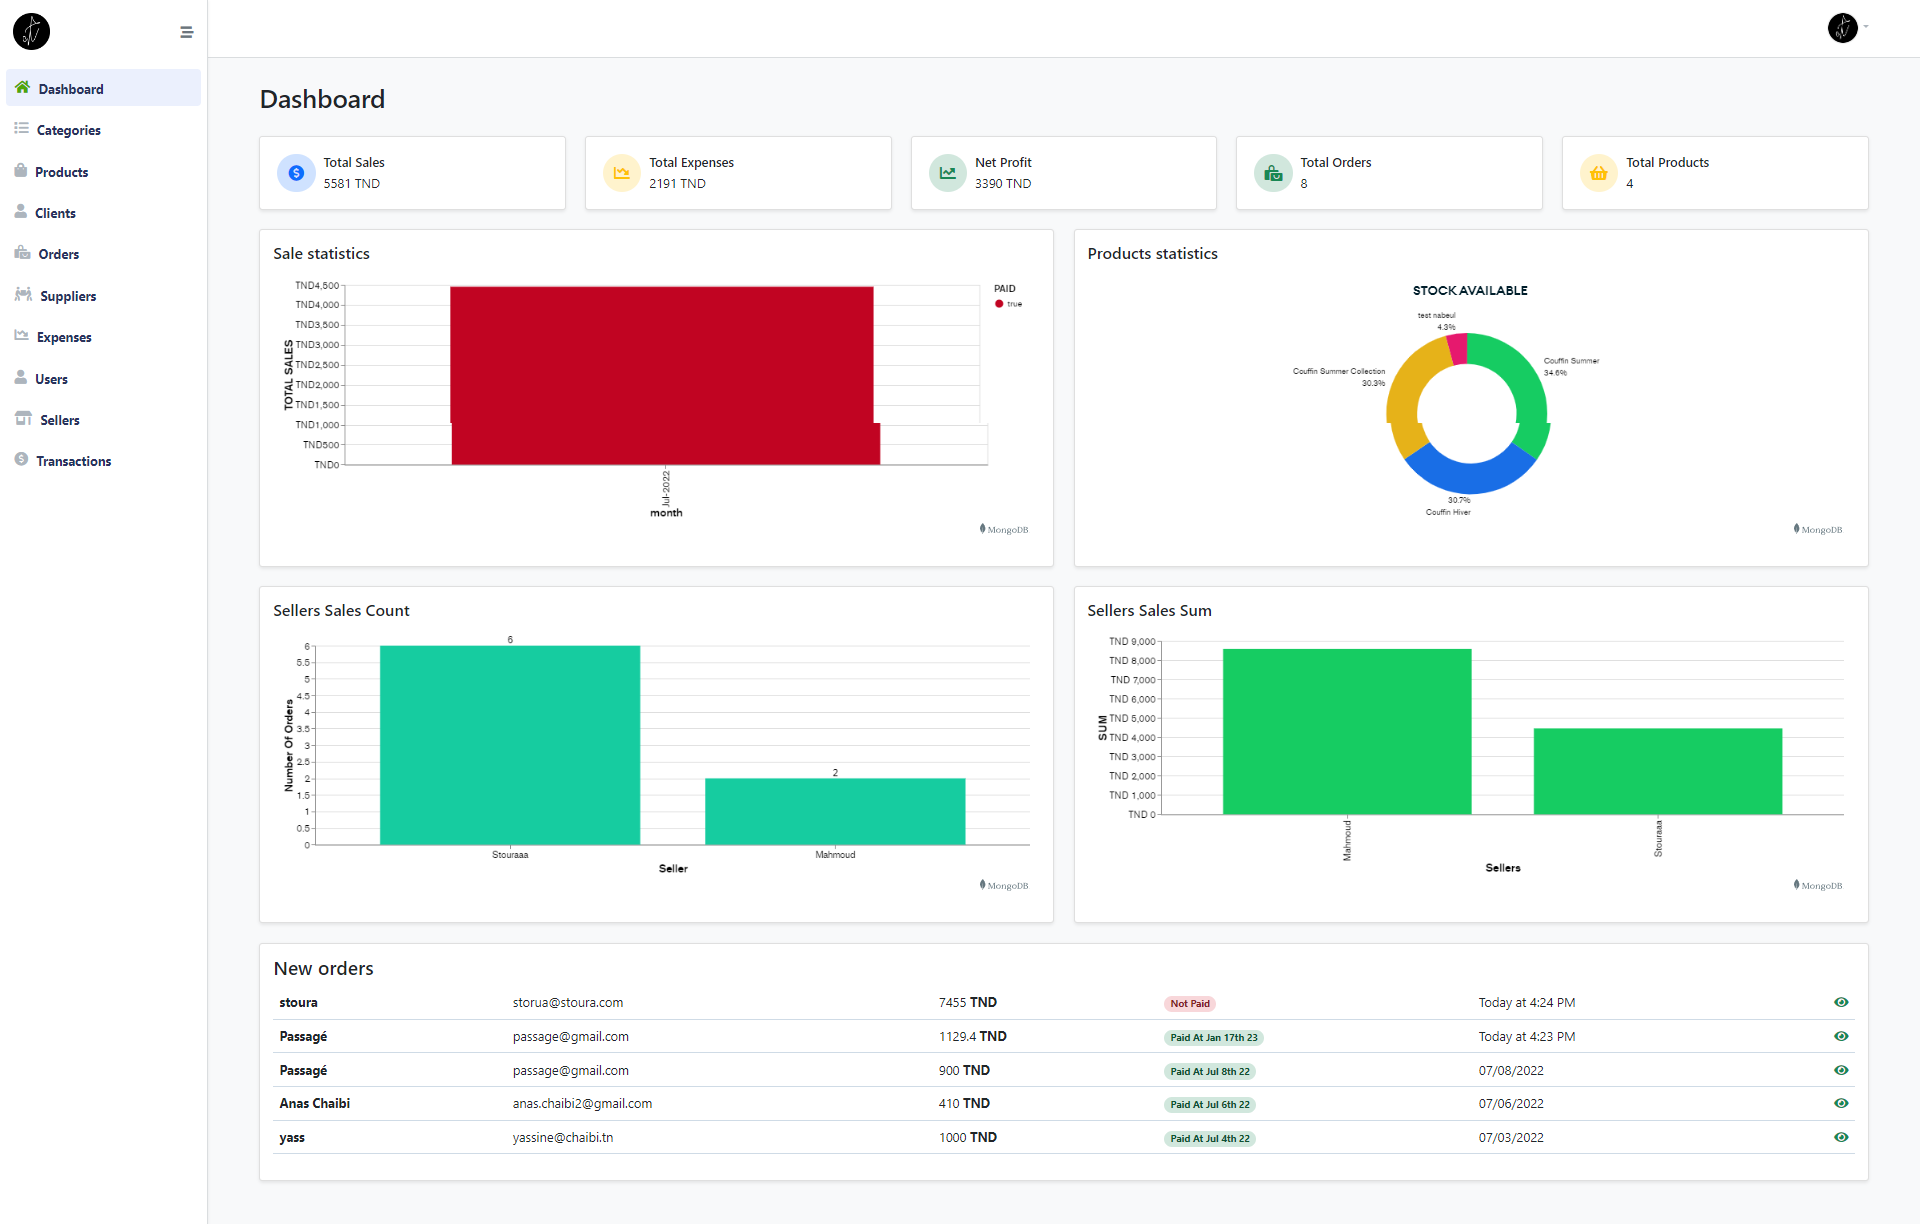 Dashboard
Categories
Products
Clients
Orders
Suppliers
Expenses
Users
Sellers
Transactions
Dashboard
Total Sales
5581 TND
Total Expenses
2191 TND
Net Profit
3390 TND
Total Orders
8
Total Products
4
Sale statistics
TND4,500
TND4,000
TND3,500
TND3,000
TND2,500
TND2,000
TND1,500
TND1,000
TND500
TND0
TOTAL SALES
Jul-2022
month
PAID
true
MongoDB
Products statistics
STOCK AVAILABLE
test nabeul
4.3%
Couffin Summer
34.6%
Couffin Summer Collection
30.3%
30.7%
Couffin Hiver
MongoDB
Sellers Sales Count
6
5.5
5
4.5
4
3.5
3
2.5
2
1.5
1
0.5
0
Number Of Orders
6
2
Stouraaa
Mahmoud
Seller
MongoDB
Sellers Sales Sum
TND 9,000
TND 8,000
TND 7,000
TND 6,000
TND 5,000
TND 4,000
TND 3,000
TND 2,000
TND 1,000
TND 0
SUM
Mahmoud
Stouraaa
Sellers
MongoDB
New orders
stoura storua@stoura.com 7455 TND Not Paid Today at 4:24 PM
Passagé passage@gmail.com 1129.4 TND Paid At Jan 17th 23 Today at 4:23 PM
Passagé passage@gmail.com 900 TND Paid At Jul 8th 22 07/08/2022
Anas Chaibi anas.chaibi2@gmail.com 410 TND Paid At Jul 6th 22 07/06/2022
yass yassine@chaibi.tn 1000 TND Paid At Jul 4th 22 07/03/2022